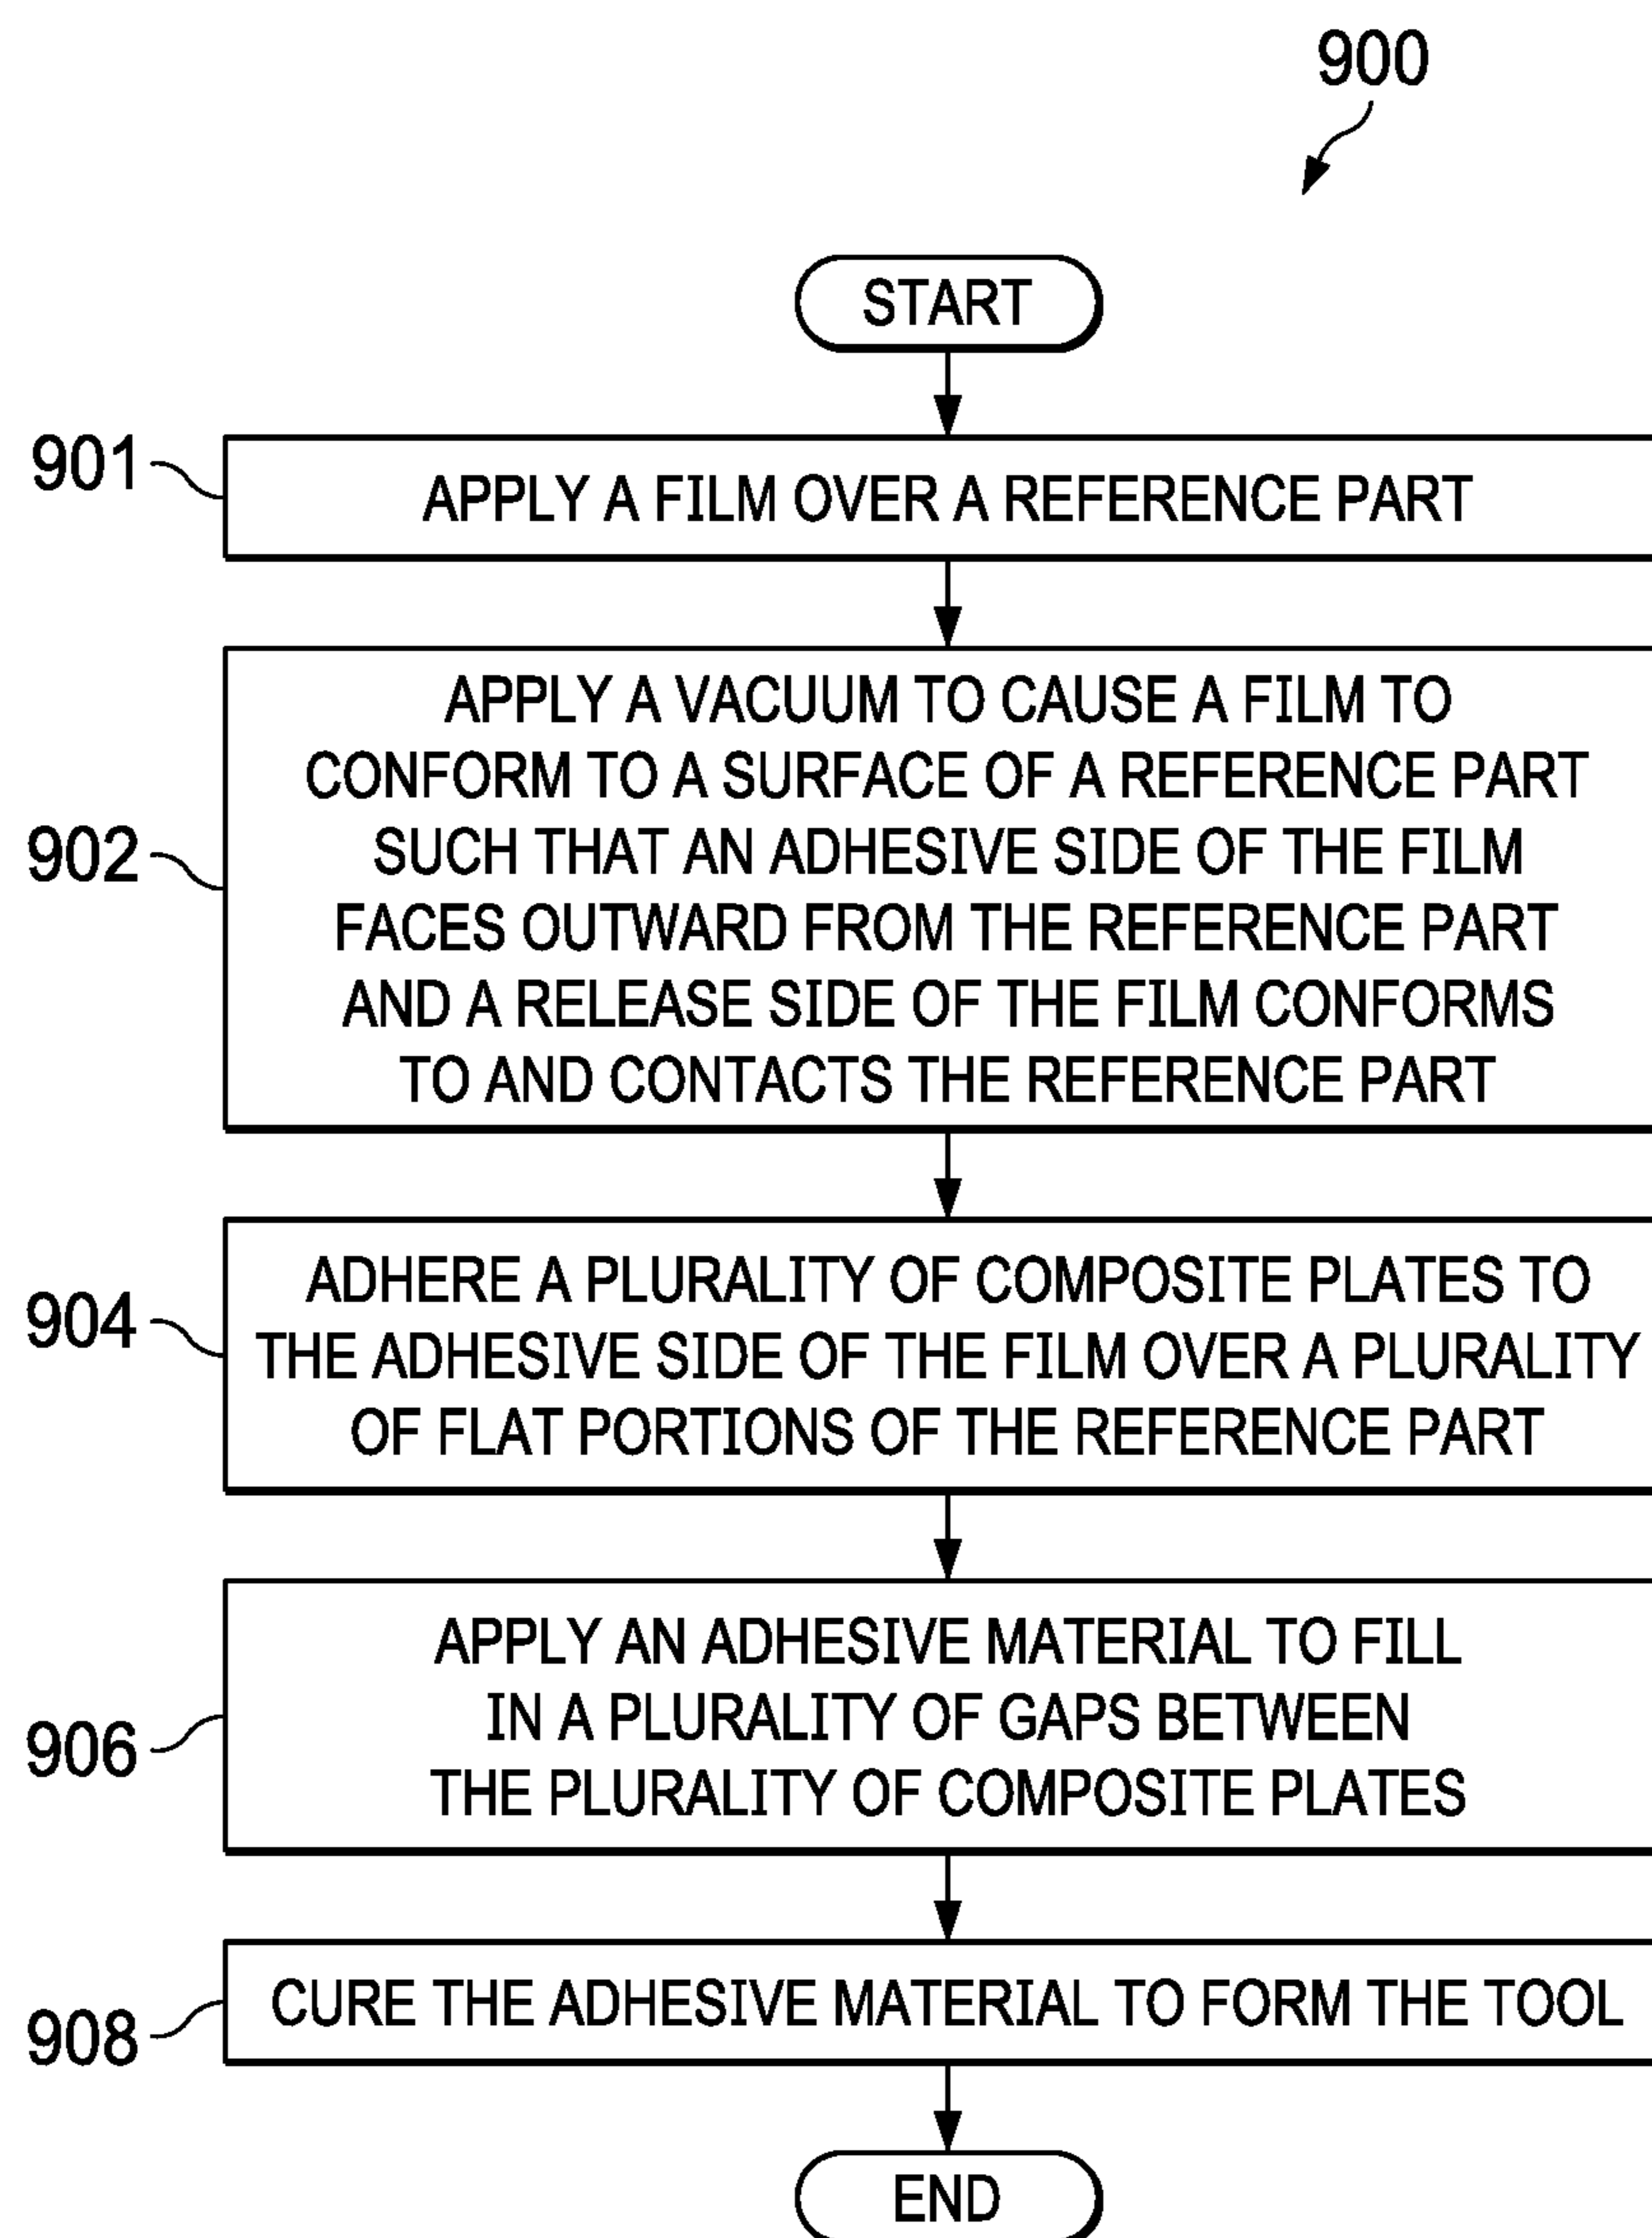 900
START
901
APPLY A FILM OVER A REFERENCE PART
902
APPLY A VACUUM TO CAUSE A FILM TO
CONFORM TO A SURFACE OF A REFERENCE PART
SUCH THAT AN ADHESIVE SIDE OF THE FILM
FACES OUTWARD FROM THE REFERENCE PART
AND A RELEASE SIDE OF THE FILM CONFORMS
TO AND CONTACTS THE REFERENCE PART
904
ADHERE A PLURALITY OF COMPOSITE PLATES TO
THE ADHESIVE SIDE OF THE FILM OVER A PLURALITY
OF FLAT PORTIONS OF THE REFERENCE PART
906
APPLY AN ADHESIVE MATERIAL TO FILL
IN A PLURALITY OF GAPS BETWEEN
THE PLURALITY OF COMPOSITE PLATES
908
CURE THE ADHESIVE MATERIAL TO FORM THE TOOL
END